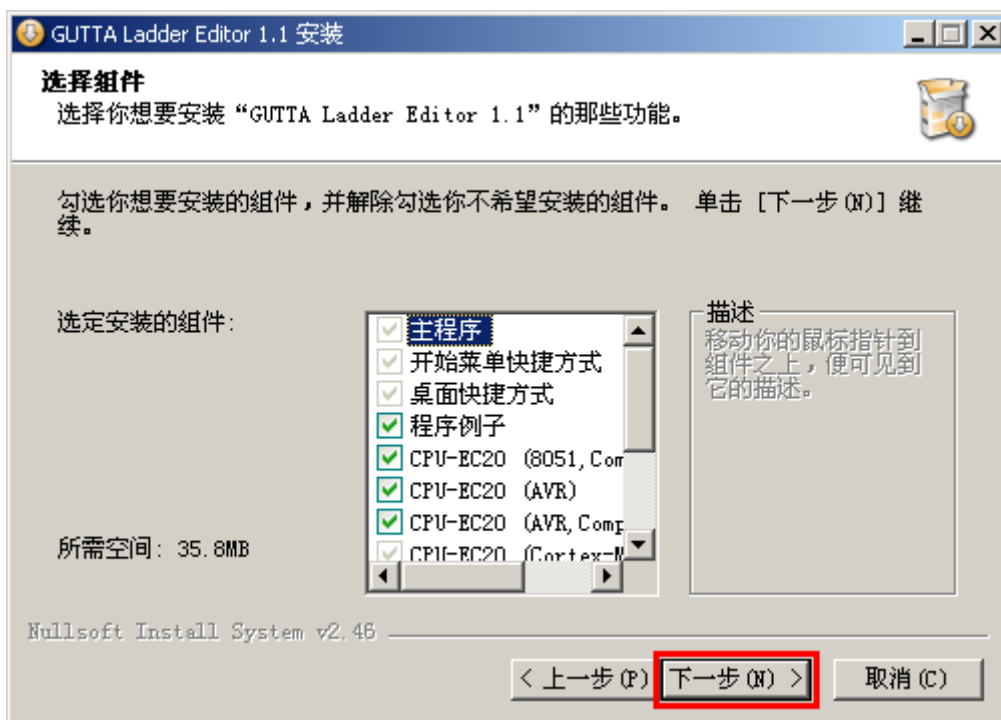 GUTTA Ladder Editor 1.1 安装
选择组件
选择你想要安装“GUTTA Ladder Editor 1.1”的那些功能。
勾选你想要安装的组件，并解除勾选你不希望安装的组件。 单击 [下一步(N)] 继
续。
选定安装的组件:
主程序
开始菜单快捷方式
桌面快捷方式
程序例子
CPU-EC20 (8051,Com
CPU-EC20 (AVR)
CPU-EC20 (AVR,Comp
CPU-EC20 (Cortex-M
描述
移动你的鼠标指针到
组件之上，便可见到
它的描述。
所需空间: 35.8MB
Nullsoft Install System v2.46
< 上一步(P)
下一步(N) >
取消(C)